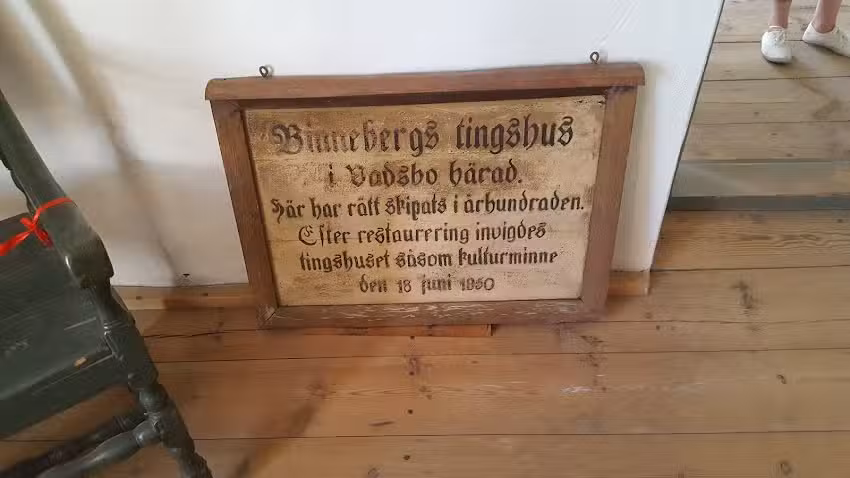 Binnebergs tingshus
i Vadsbo härad.
Här har rätt skipats i århundraden.
Efter restaurering invigdes
tingshuset såsom kulturminne
den 18 juni 1950